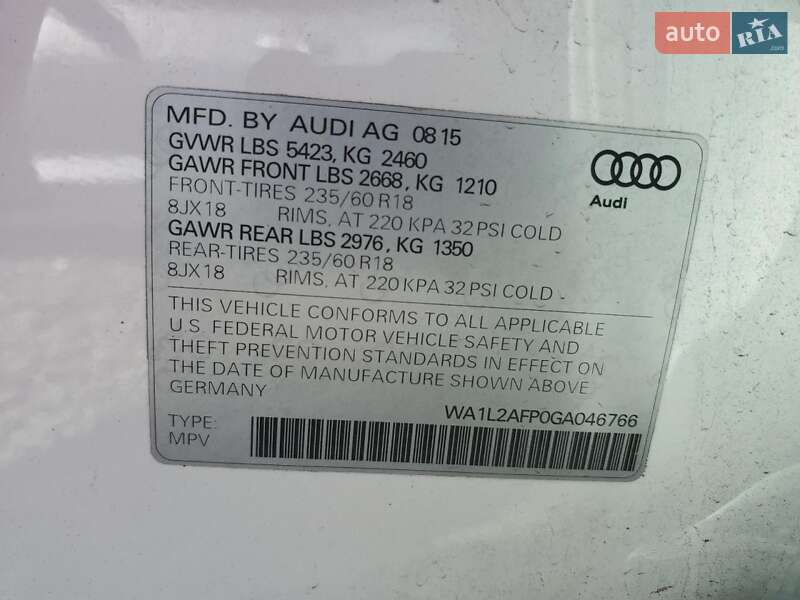 auto RIA.com
MFD. BY AUDI AG 08 15
GVWR LBS 5423, KG 2460
GAWR FRONT LBS 2668, KG 1210
FRONT-TIRES 235/60 R18
8JX18 RIMS, AT 220 KPA 32 PSI COLD
GAWR REAR LBS 2976, KG 1350
REAR-TIRES 235/60 R18
8JX18 RIMS, AT 220 KPA 32 PSI COLD
Audi
THIS VEHICLE CONFORMS TO ALL APPLICABLE
U.S. FEDERAL MOTOR VEHICLE SAFETY AND
THEFT PREVENTION STANDARDS IN EFFECT ON
THE DATE OF MANUFACTURE SHOWN ABOVE
GERMANY
WA1L2AFP0GA046766
TYPE:
MPV